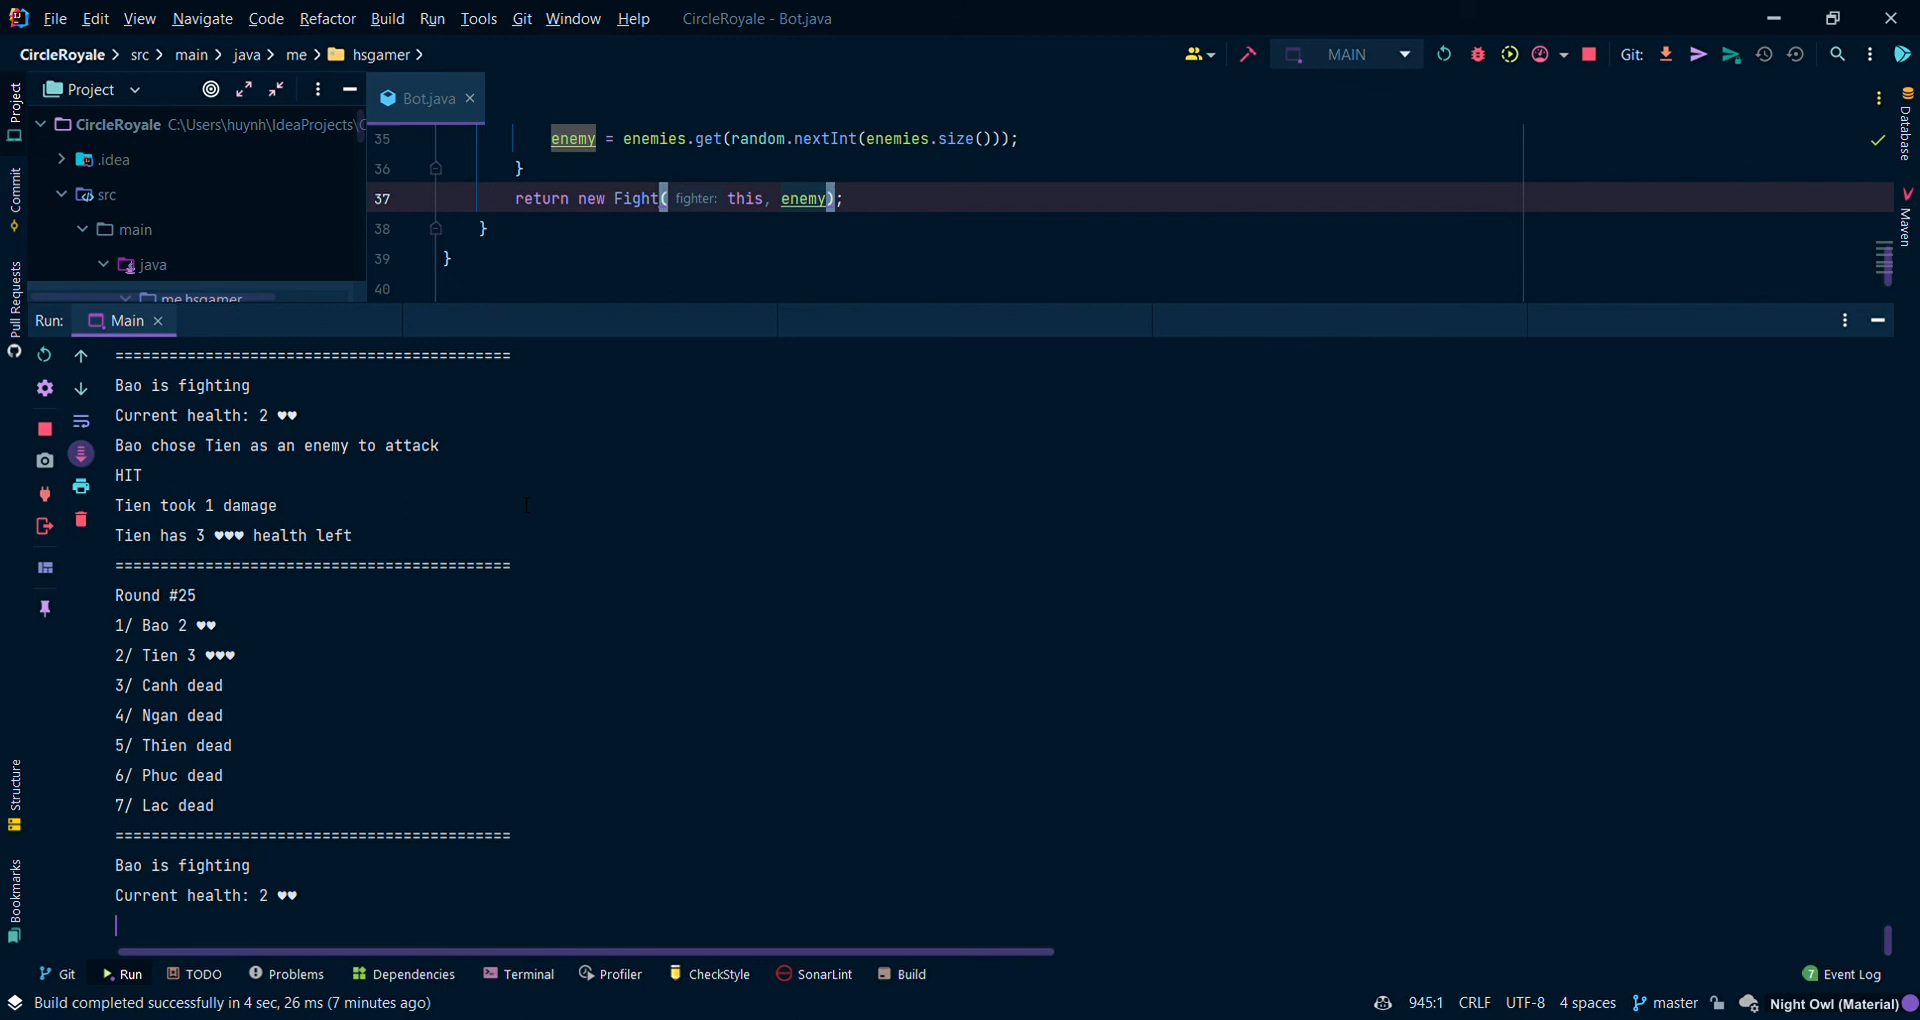 File Edit View Navigate Code Refactor Build Run Tools Git Window Help CircleRoyale - Bot.java
CircleRoyale > src > main > java > me > hsgamer >
MAIN
Git:
Project
Bot.java
CircleRoyale C:\Users\huynh\IdeaProjects\
.idea
src
main
java
me.hsgamer
35 enemy = enemies.get(random.nextInt(enemies.size()));
36 }
37 return new Fight( fighter: this, enemy);
38 }
39 }
40
Project
Commit
Pull Requests
Structure
Bookmarks
Database
Maven
Run: Main
============================================
Bao is fighting
Current health: 2 ♥♥
Bao chose Tien as an enemy to attack
HIT
Tien took 1 damage
Tien has 3 ♥♥♥ health left
============================================
Round #25
1/ Bao 2 ♥♥
2/ Tien 3 ♥♥♥
3/ Canh dead
4/ Ngan dead
5/ Thien dead
6/ Phuc dead
7/ Lac dead
============================================
Bao is fighting
Current health: 2 ♥♥
Git Run TODO Problems Dependencies Terminal Profiler CheckStyle SonarLint Build 7 Event Log
Build completed successfully in 4 sec, 26 ms (7 minutes ago) 945:1 CRLF UTF-8 4 spaces master Night Owl (Material)